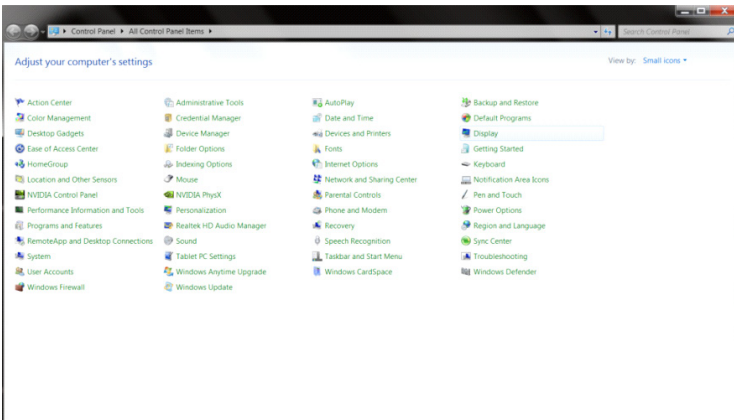 Control Panel All Control Panel Items Search Control Panel
Adjust your computer's settings View by: Small icons
Action Center Administrative Tools AutoPlay Backup and Restore
Color Management Credential Manager Date and Time Default Programs
Desktop Gadgets Device Manager Devices and Printers Display
Ease of Access Center Folder Options Fonts Getting Started
HomeGroup Indexing Options Internet Options Keyboard
Location and Other Sensors Mouse Network and Sharing Center Notification Area Icons
NVIDIA Control Panel NVIDIA PhysX Parental Controls Pen and Touch
Performance Information and Tools Personalization Phone and Modem Power Options
Programs and Features Realtek HD Audio Manager Recovery Region and Language
RemoteApp and Desktop Connections Sound Speech Recognition Sync Center
System Tablet PC Settings Taskbar and Start Menu Troubleshooting
User Accounts Windows Anytime Upgrade Windows CardSpace Windows Defender
Windows Firewall Windows Update